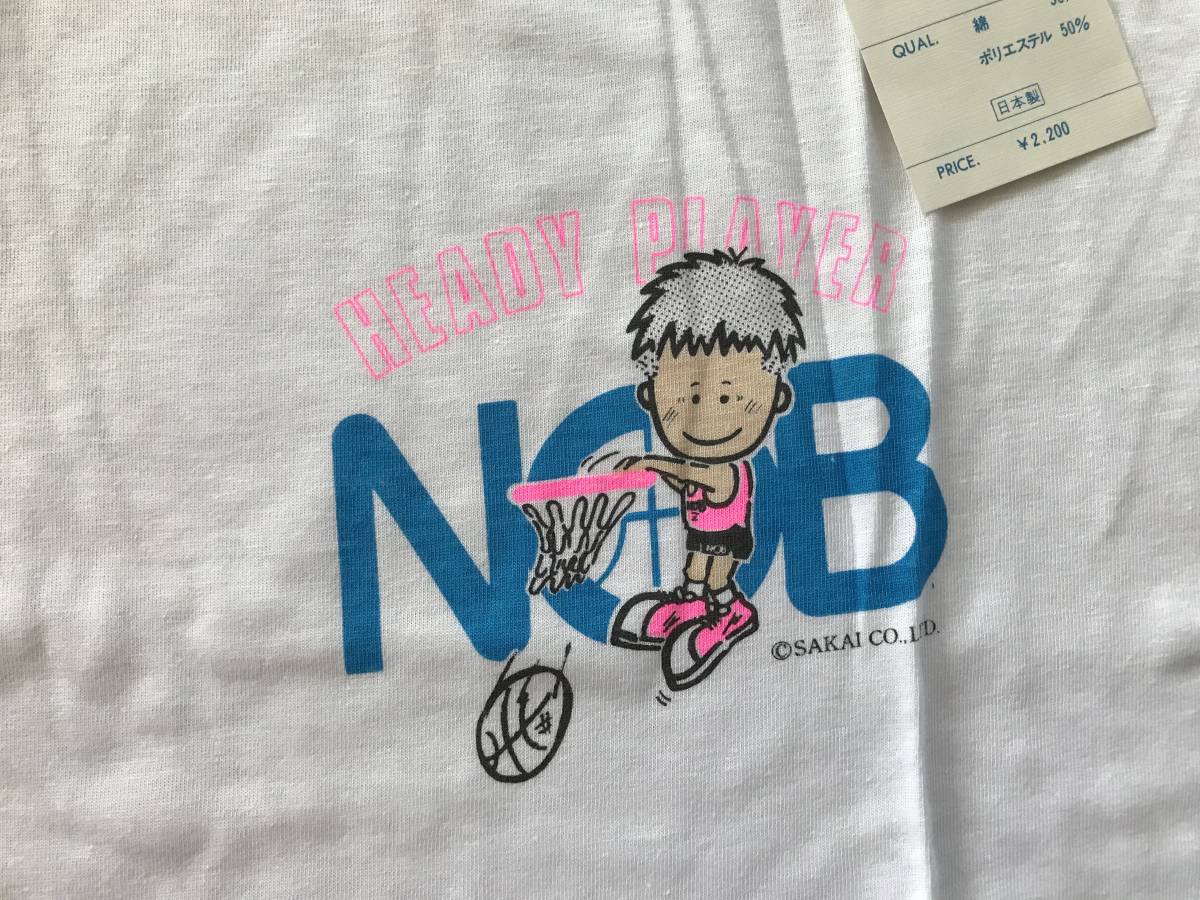 QUAL. 綿
ポリエステル 50%
日本製
PRICE. ¥2,200
HEADY PLAYER
NOB
NOB
©SAKAI CO.,LTD.